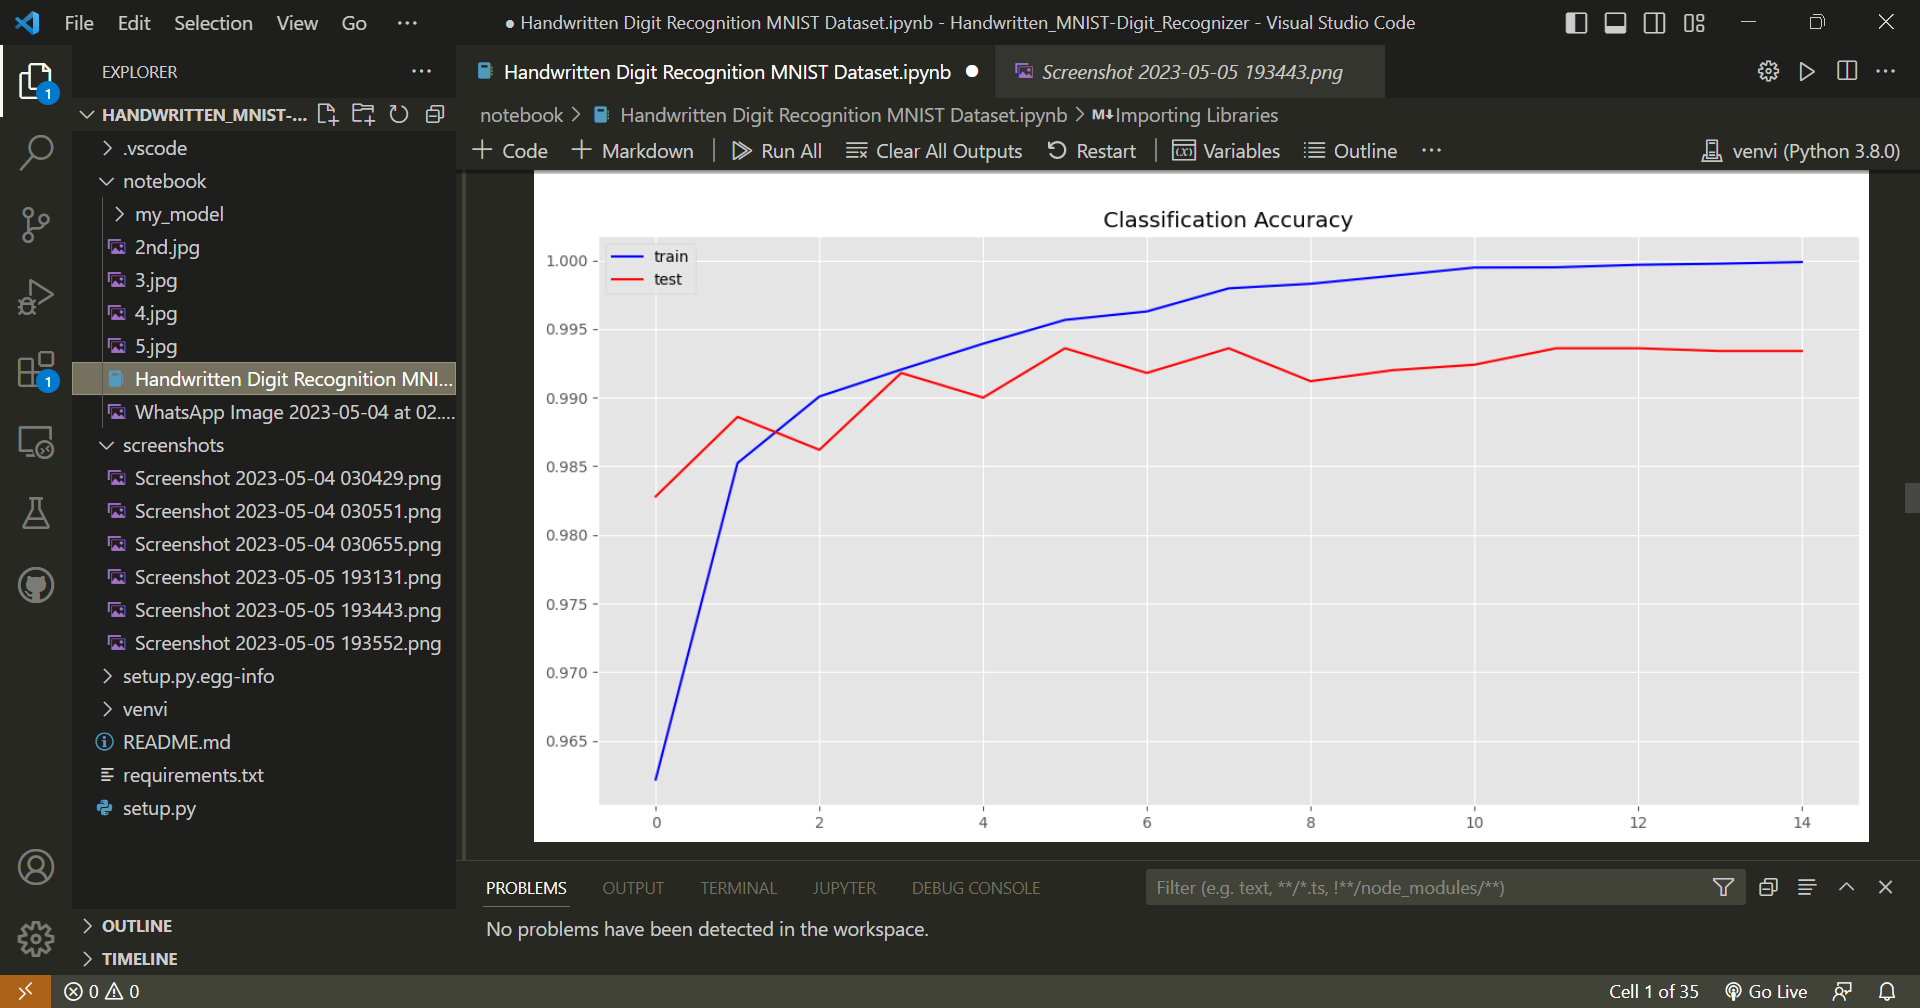 File Edit Selection View Go ···
● Handwritten Digit Recognition MNIST Dataset.ipynb - Handwritten_MNIST-Digit_Recognizer - Visual Studio Code
EXPLORER
HANDWRITTEN_MNIST-...
.vscode
notebook
my_model
2nd.jpg
3.jpg
4.jpg
5.jpg
Handwritten Digit Recognition MNI...
WhatsApp Image 2023-05-04 at 02....
screenshots
Screenshot 2023-05-04 030429.png
Screenshot 2023-05-04 030551.png
Screenshot 2023-05-04 030655.png
Screenshot 2023-05-05 193131.png
Screenshot 2023-05-05 193443.png
Screenshot 2023-05-05 193552.png
setup.py.egg-info
venvi
README.md
requirements.txt
setup.py
OUTLINE
TIMELINE
1
1
Handwritten Digit Recognition MNIST Dataset.ipynb ●
Screenshot 2023-05-05 193443.png
notebook > Handwritten Digit Recognition MNIST Dataset.ipynb > M↓Importing Libraries
+ Code + Markdown | Run All Clear All Outputs Restart | Variables Outline ···
venvi (Python 3.8.0)
Classification Accuracy
train
test
1.000
0.995
0.990
0.985
0.980
0.975
0.970
0.965
0 2 4 6 8 10 12 14
PROBLEMS OUTPUT TERMINAL JUPYTER DEBUG CONSOLE
Filter (e.g. text, **/*.ts, !**/node_modules/**)
No problems have been detected in the workspace.
0 0
Cell 1 of 35 Go Live